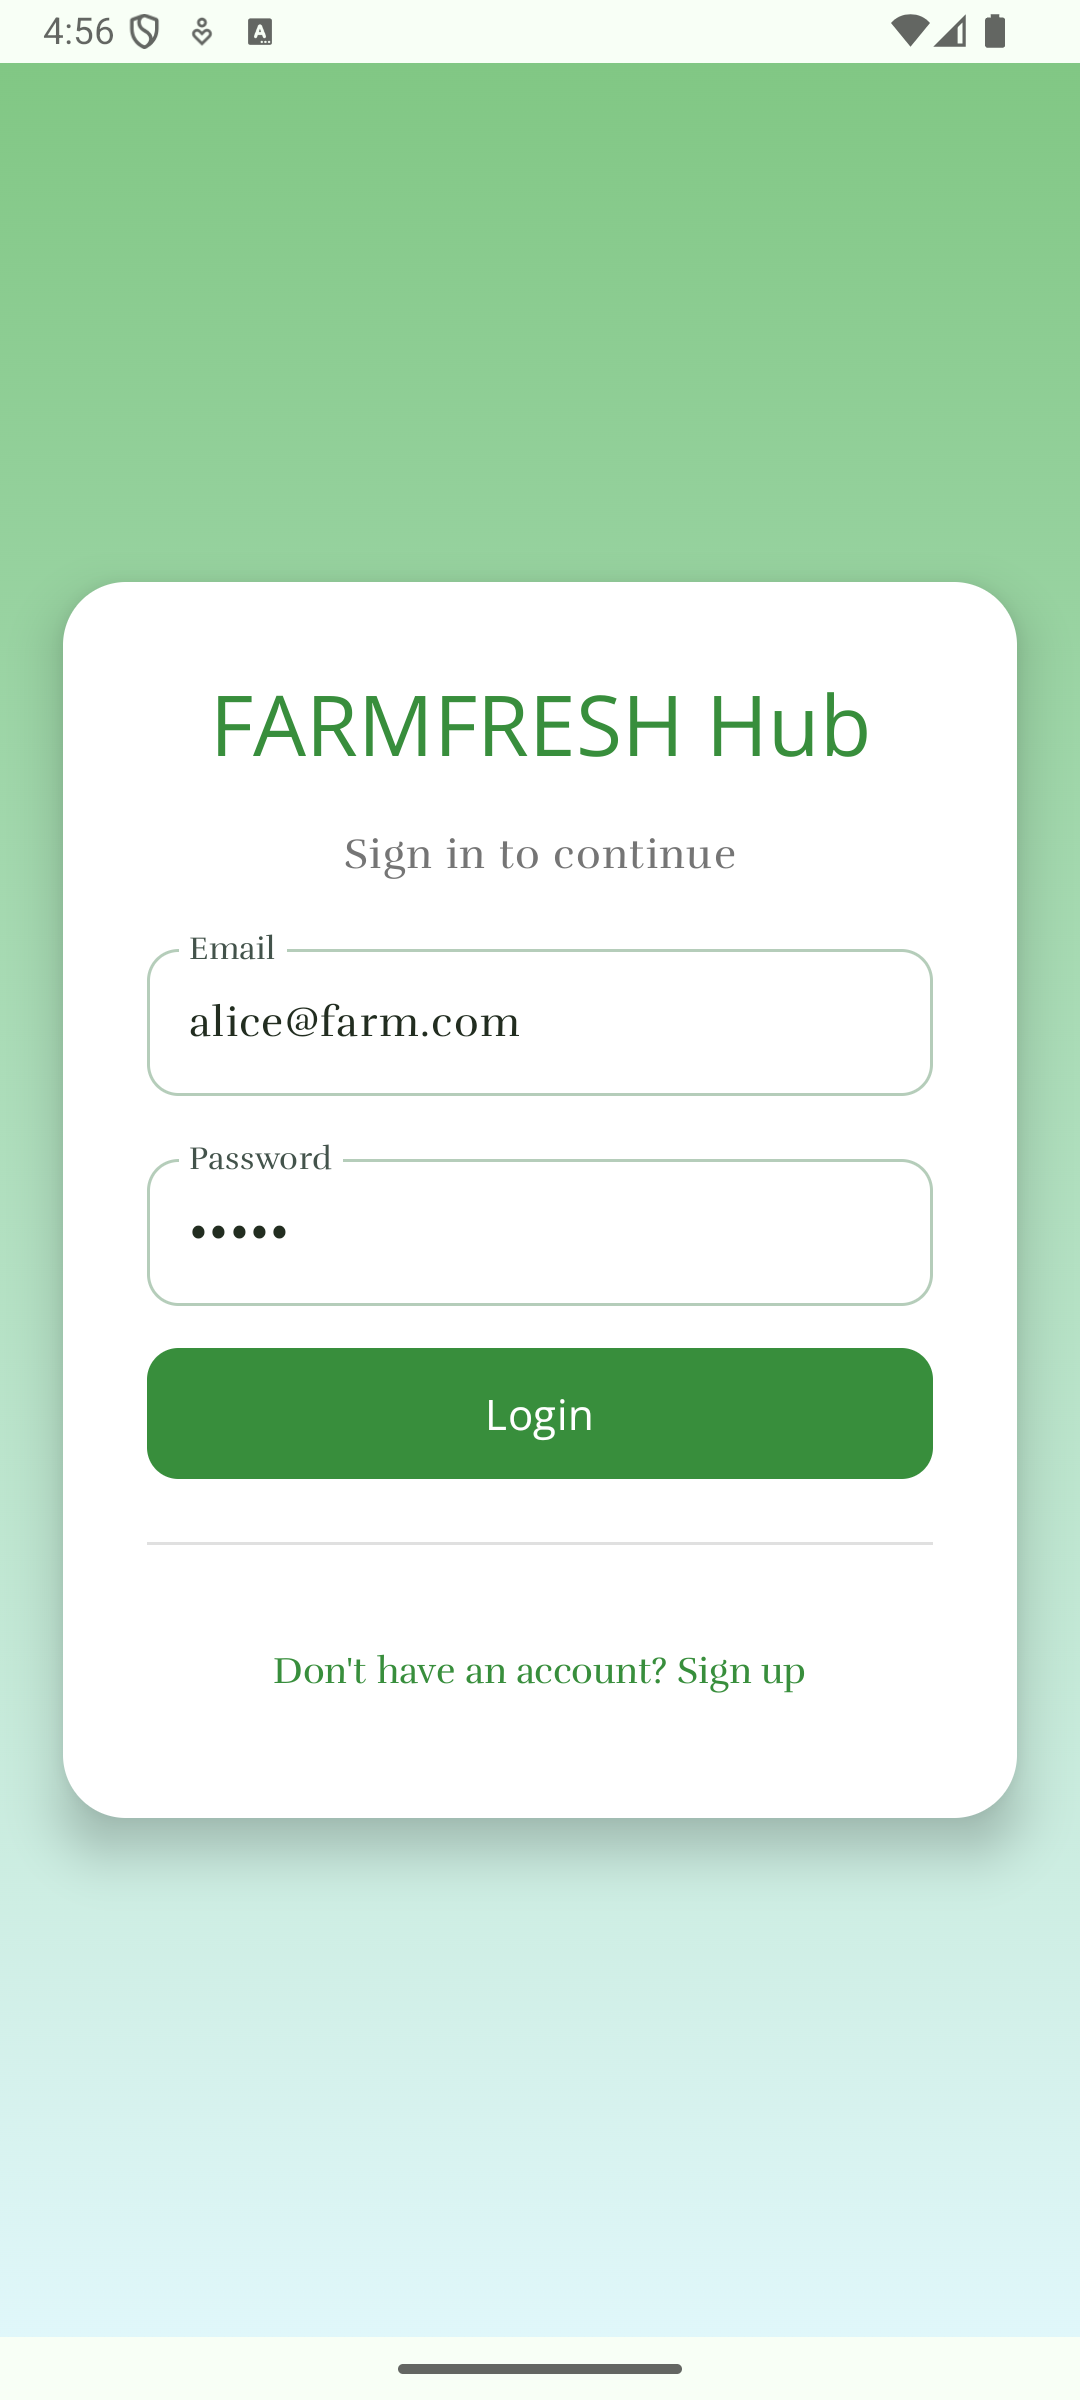 4:56
FARMFRESH Hub
Sign in to continue
Email
alice@farm.com
Password
•••••
Login
Don't have an account? Sign up